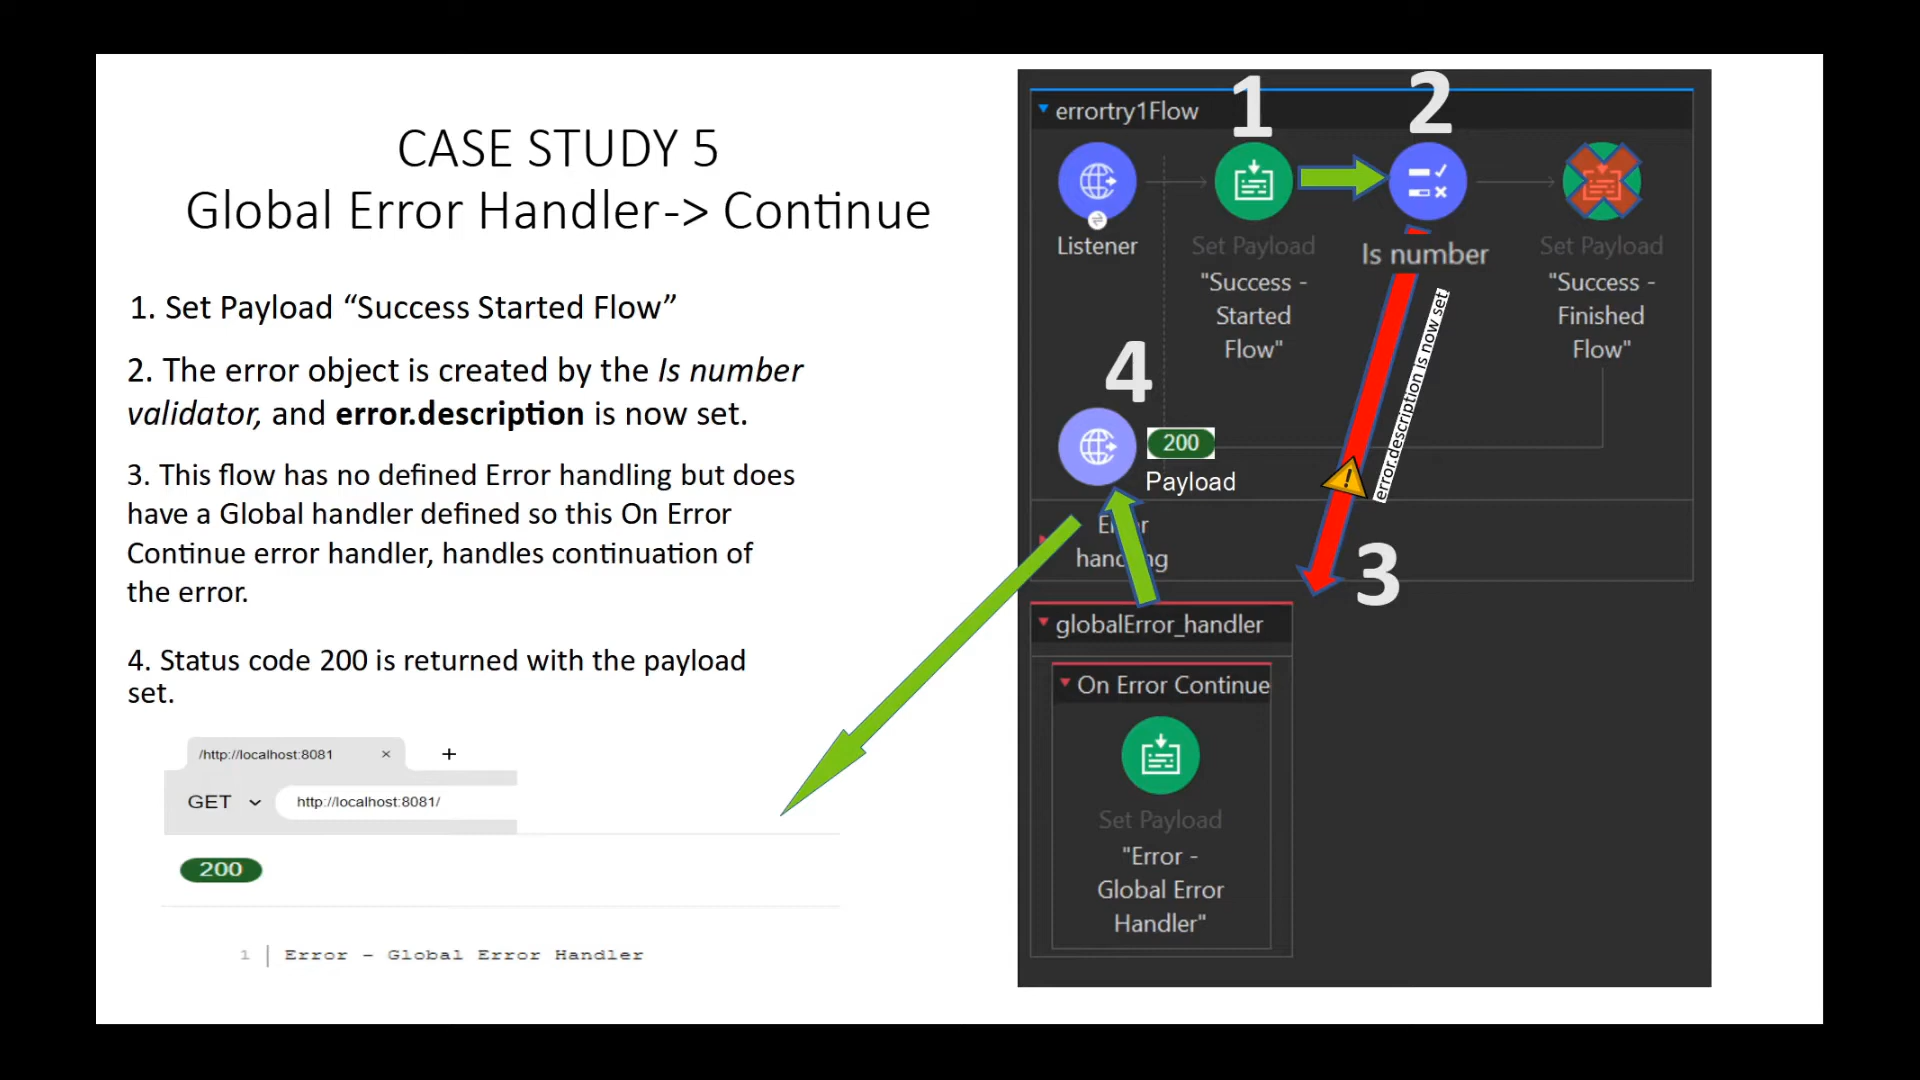 CASE STUDY 5
Global Error Handler-> Continue
1. Set Payload “Success Started Flow”
2. The error object is created by the Is number
validator, and error.description is now set.
3. This flow has no defined Error handling but does
have a Global handler defined so this On Error
Continue error handler, handles continuation of
the error.
4. Status code 200 is returned with the payload
set.
/http://localhost:8081 × +
GET http://localhost:8081/
200
1 Error - Global Error Handler
errortry1Flow
1
2
Listener
Set Payload
"Success -
Started
Flow"
Is number
Set Payload
"Success -
Finished
Flow"
error.description is now set
4
200
Payload
Error
handling
3
globalError_handler
On Error Continue
Set Payload
"Error -
Global Error
Handler"